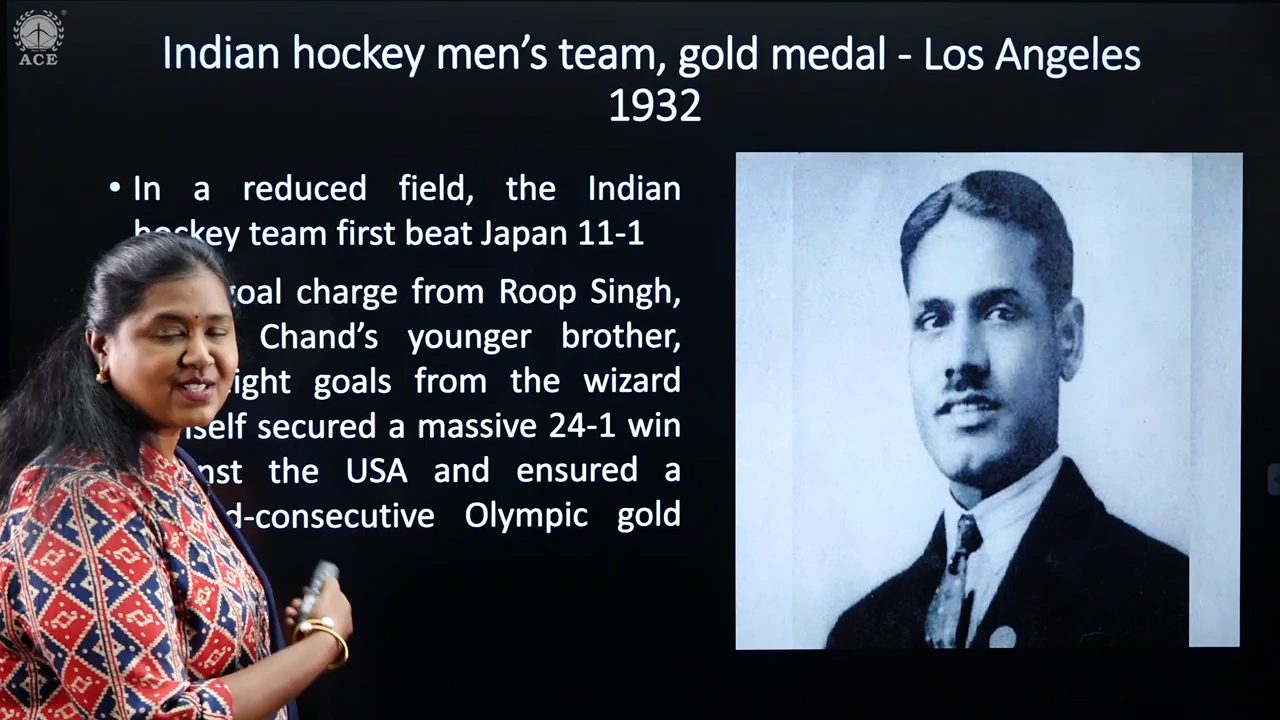 ACE
Indian hockey men's team, gold medal - Los Angeles
1932
• In a reduced field, the Indian
hockey team first beat Japan 11-1
goal charge from Roop Singh,
Chand's younger brother,
goals from the wizard
secured a massive 24-1 win
the USA and ensured a
-consecutive Olympic gold